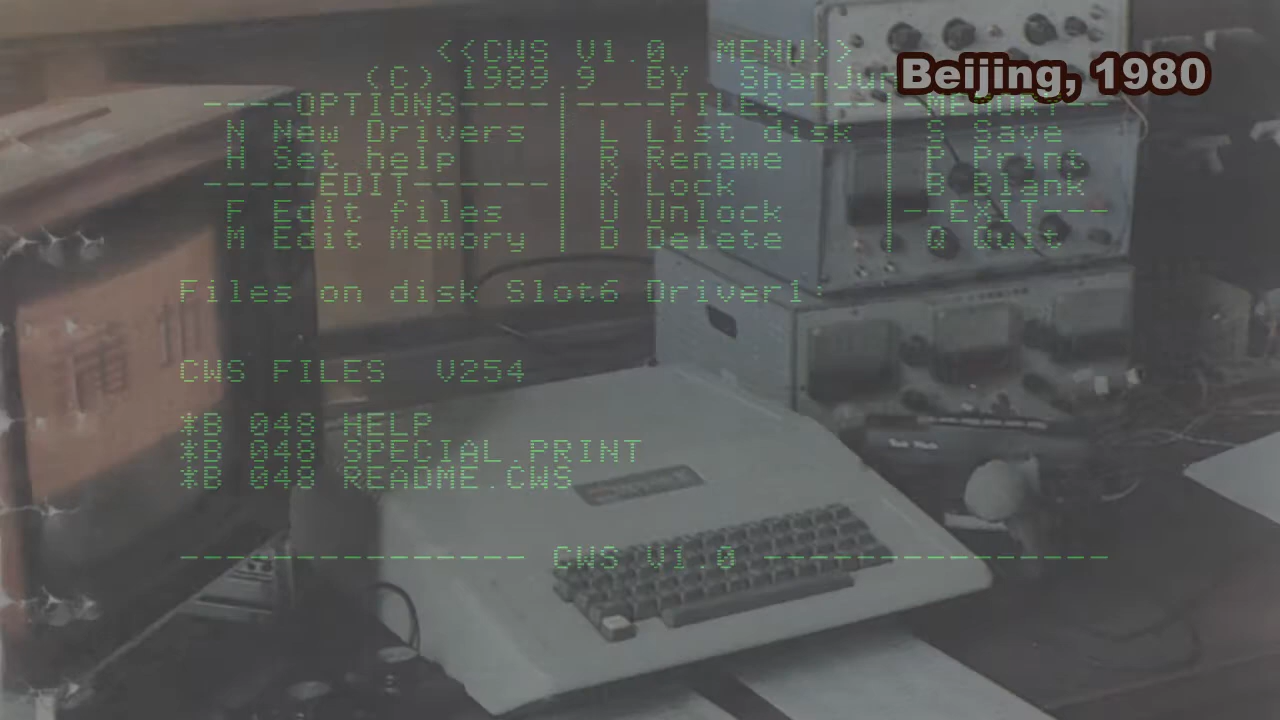 <<CWS V1.0 MENU>>
(C) 1989.9 BY ShanJun
Beijing, 1980
----OPTIONS----|----FILES----|-MEMORY--
N New Drivers | L List disk | S Save
H Set help | R Rename | P Print
-----EDIT------| K Lock | B Blank
F Edit files | U Unlock |--EXIT---
M Edit Memory | D Delete | Q Quit
Files on disk Slot6 Driver1:
CWS FILES V254
*B 048 HELP
*B 048 SPECIAL.PRINT
*B 048 README.CWS
--------------- CWS V1.0 ---------------